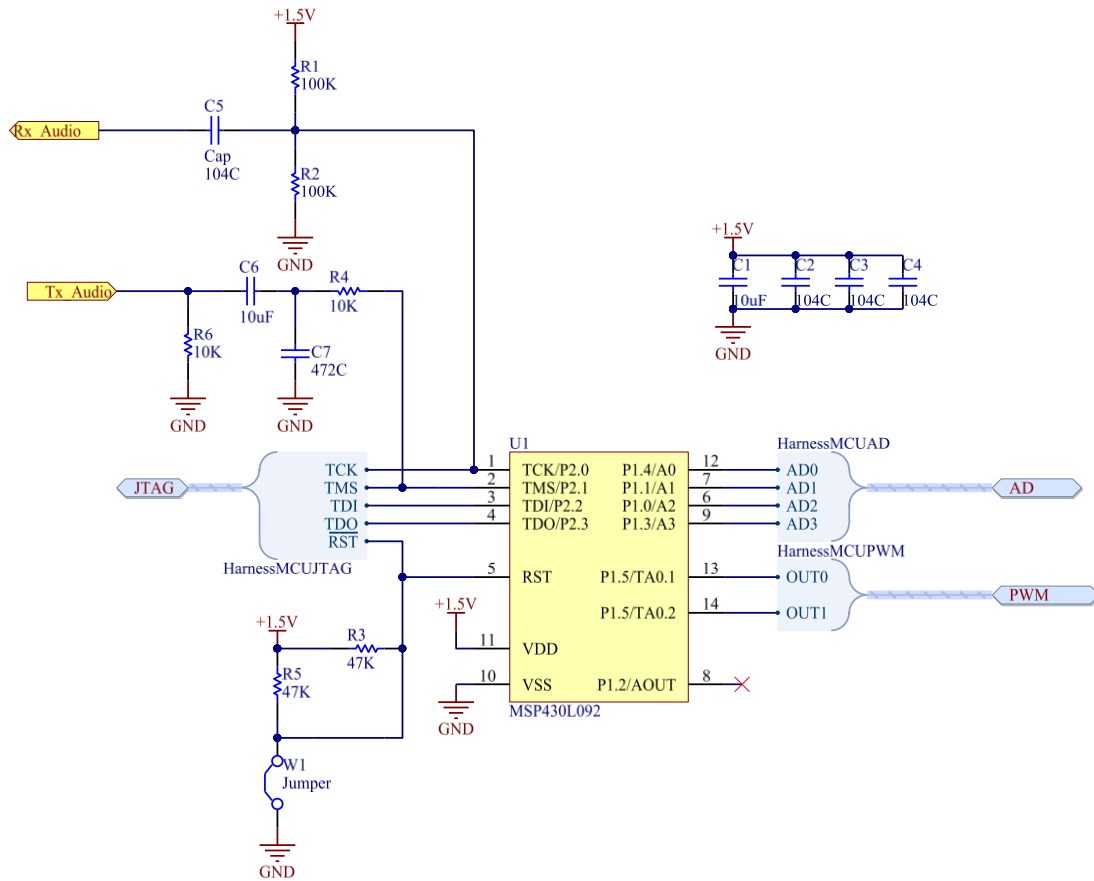 +1.5V
R1
100K
C5
Rx_Audio
Cap
104C
R2
100K
GND
+1.5V
C1
C2
C3
C4
10uF
104C
104C
104C
GND
C6
R4
Tx_Audio
10uF
10K
R6
10K
C7
472C
GND
GND
U1
HarnessMCUAD
TCK
1
TCK/P2.0
P1.4/A0
12
AD0
JTAG
TMS
2
TMS/P2.1
P1.1/A1
7
AD1
AD
TDI
3
TDI/P2.2
P1.0/A2
6
AD2
TDO
4
TDO/P2.3
P1.3/A3
9
AD3
RST
HarnessMCUJTAG
HarnessMCUPWM
5
RST
P1.5/TA0.1
13
OUT0
PWM
+1.5V
P1.5/TA0.2
14
OUT1
+1.5V
R3
47K
11
VDD
R5
47K
10
VSS
P1.2/AOUT
8
GND
MSP430L092
W1
Jumper
GND